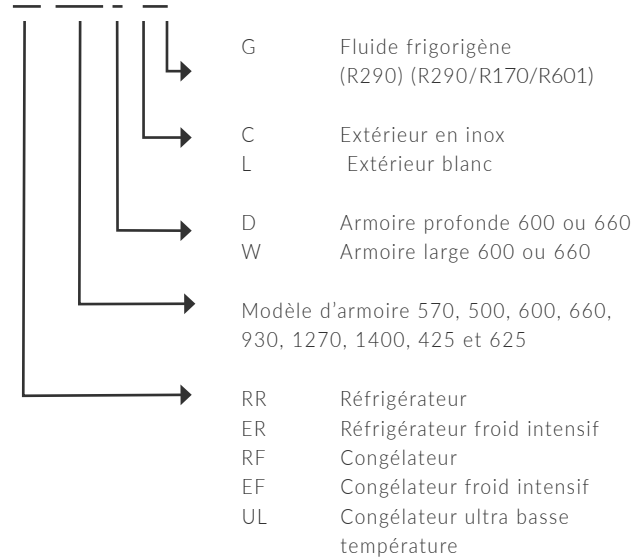 G Fluide frigorigène
(R290) (R290/R170/R601)
C Extérieur en inox
L Extérieur blanc
D Armoire profonde 600 ou 660
W Armoire large 600 ou 660
Modèle d'armoire 570, 500, 600, 660,
930, 1270, 1400, 425 et 625
RR Réfrigérateur
ER Réfrigérateur froid intensif
RF Congélateur
EF Congélateur froid intensif
UL Congélateur ultra basse
température